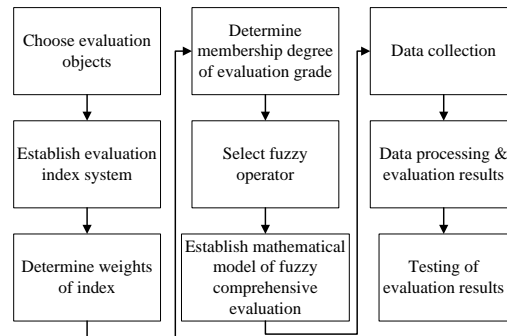 Choose evaluation
objects
Establish evaluation
index system
Determine weights
of index
Determine
membership degree
of evaluation grade
Select fuzzy
operator
Establish mathematical
model of fuzzy
comprehensive
evaluation
Data collection
Data processing &
evaluation results
Testing of
evaluation results